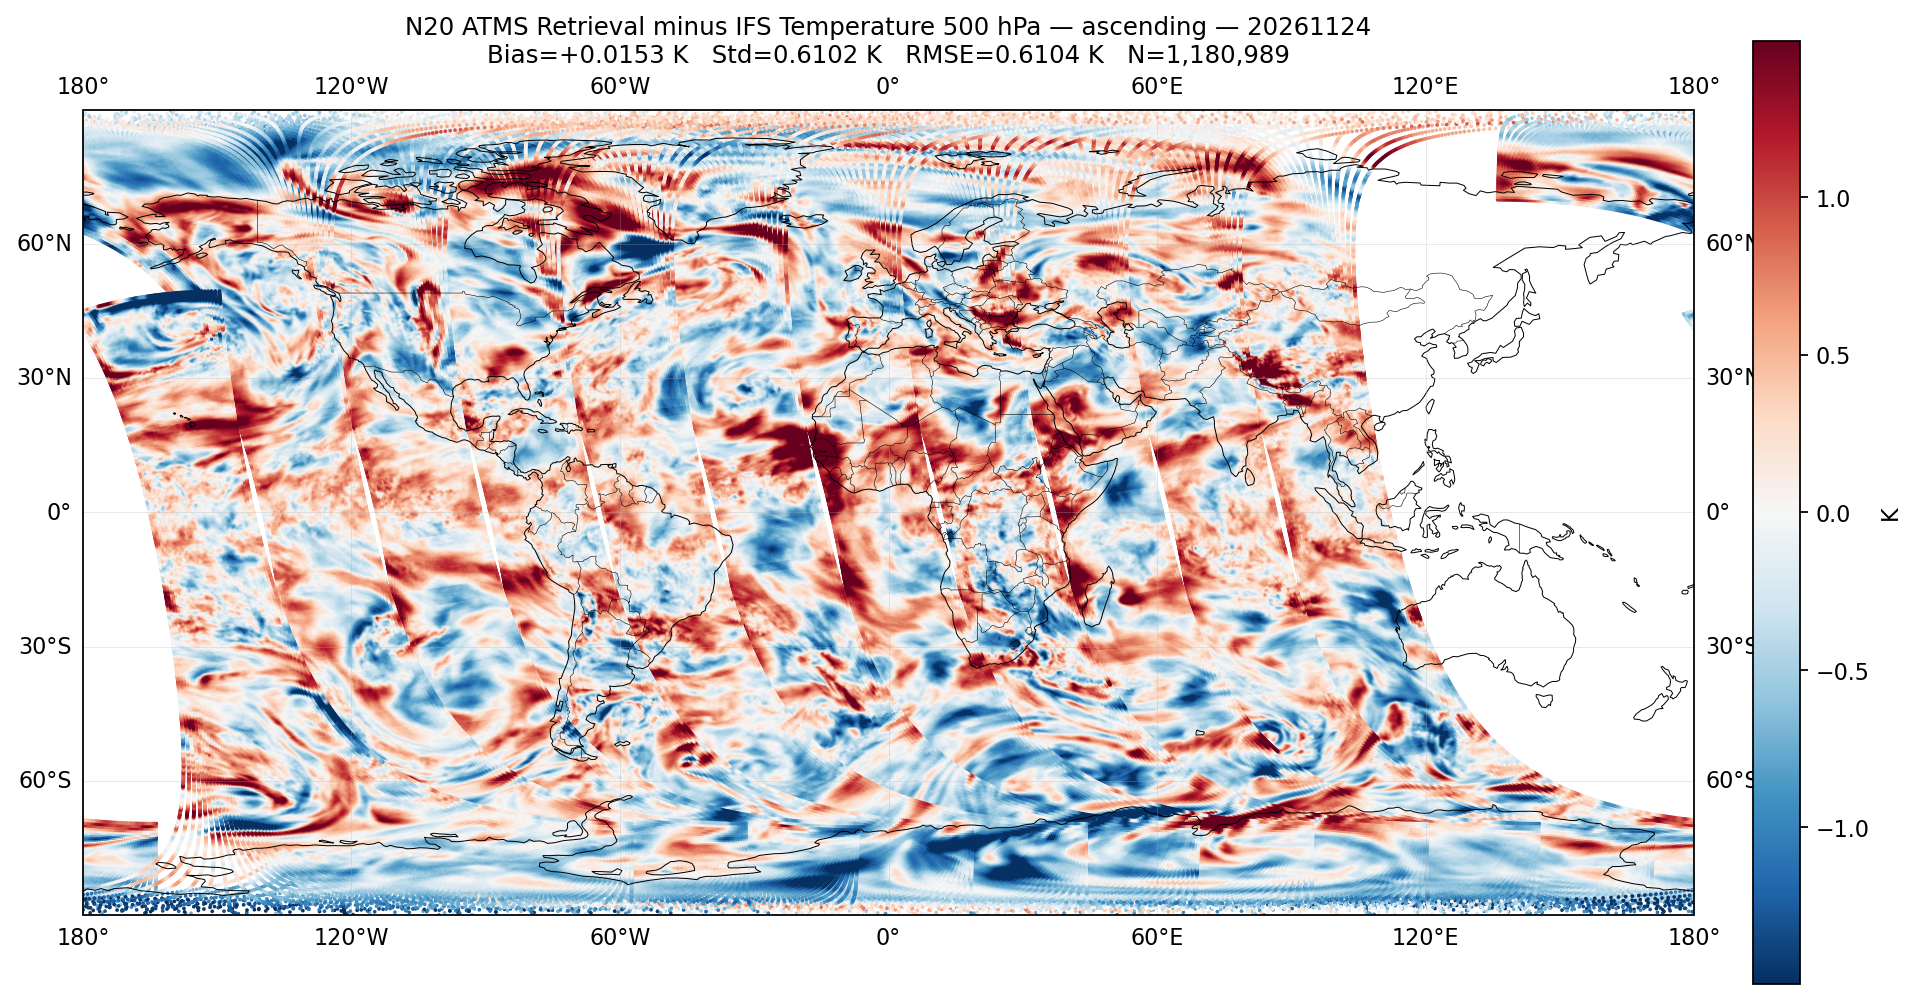 N20 ATMS Retrieval minus IFS Temperature 500 hPa — ascending — 20261124
Bias=+0.0153 K   Std=0.6102 K   RMSE=0.6104 K   N=1,180,989
180° 120°W 60°W 0° 60°E 120°E 180°
60°N 60°N
30°N 30°N
0° 0°
30°S 30°S
60°S 60°S
180° 120°W 60°W 0° 60°E 120°E 180°
1.0
0.5
0.0
−0.5
−1.0
K